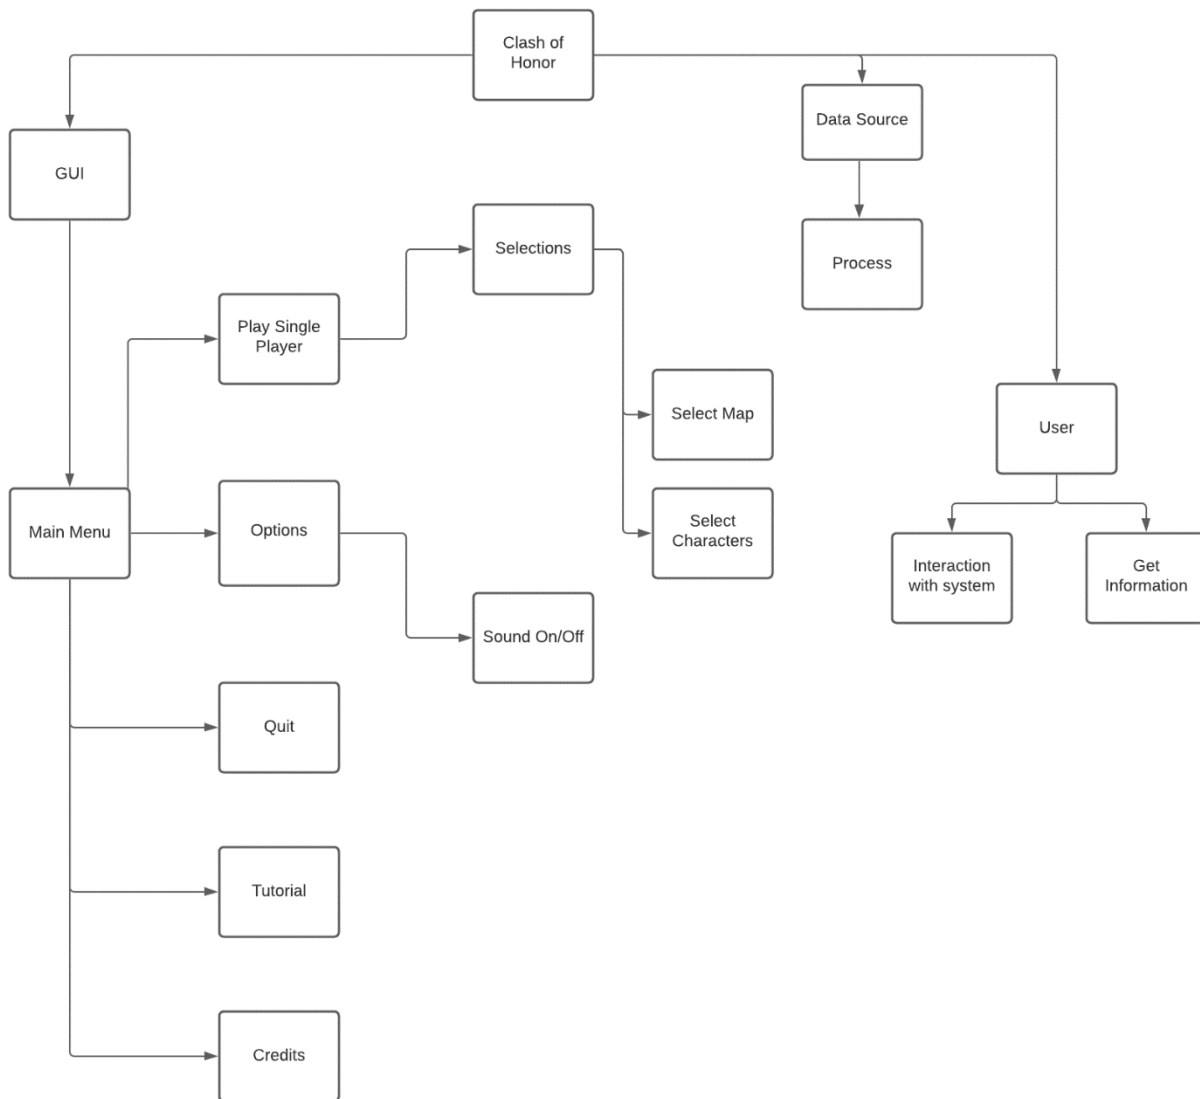 Clash of
Honor
Data Source
GUI
Selections
Process
Play Single
Player
Select Map
User
Main Menu
Options
Select
Characters
Interaction
with system
Get
Information
Sound On/Off
Quit
Tutorial
Credits